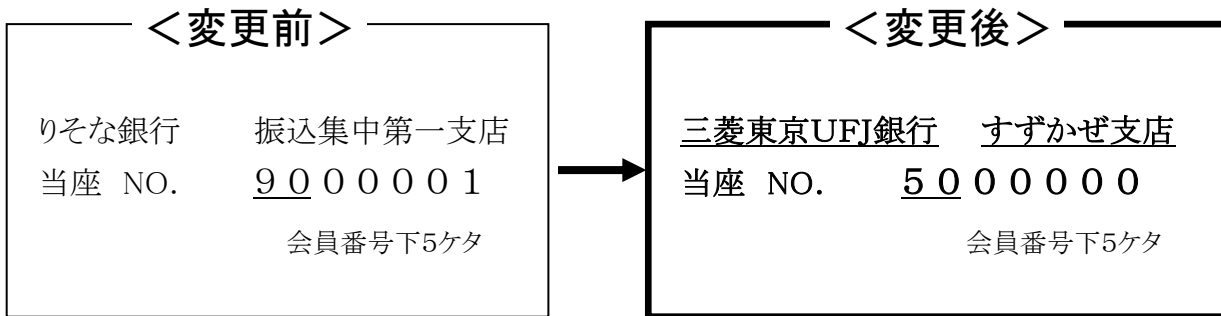 ＜変更前＞
りそな銀行　　振込集中第一支店
当座　NO.　　９０００００１
会員番号下5ケタ
＜変更後＞
三菱東京UFJ銀行　すずかぜ支店
当座　NO.　　５００００００
会員番号下5ケタ